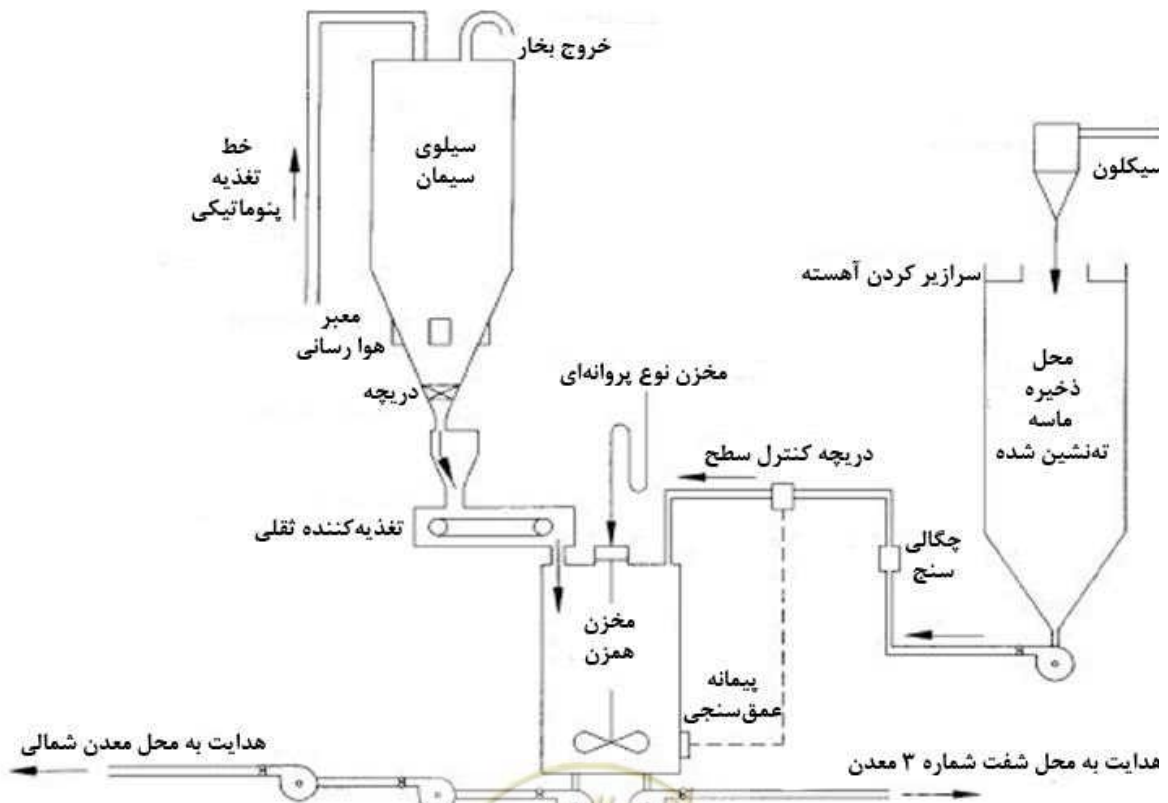 خروج بخار
سیلوی
سیمان
خط
تغذیه
پنوماتیکی
سیکلون
سرازیر کردن آهسته
معبر
هوا رسانی
محل
ذخیره
ماسه
ته‌نشین شده
مخزن نوع پروانه‌ای
دریچه
دریچه کنترل سطح
تغذیه‌کننده ثقلی
چگالی
سنج
مخزن
همزن
پیمانه
عمق‌سنجی
هدایت به محل معدن شمالی
هدایت به محل شفت شماره ۳ معدن